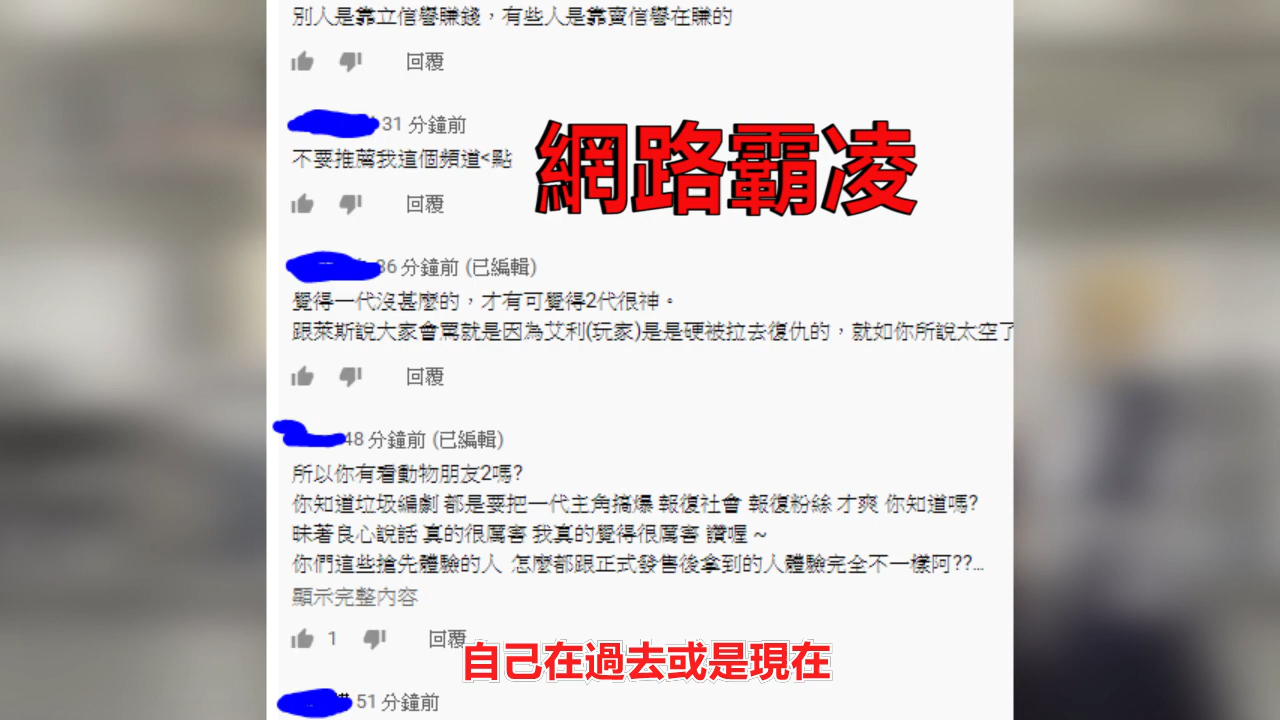 別人是靠立信譽賺錢，有些人是靠賣信譽在賺的
回覆
31 分鐘前
不要推薦我這個頻道<點
網路霸凌
回覆
36 分鐘前 (已編輯)
覺得一代沒甚麼的，才有可覺得2代很神。
跟萊斯說大家會罵就是因為艾利(玩家)是是硬被拉去復仇的，就如你所說太空了
回覆
48 分鐘前 (已編輯)
所以你有看動物朋友2嗎?
你知道垃圾編劇 都是要把一代主角搞爆 報復社會 報復粉絲 才爽 你知道嗎?
昧著良心說話 真的很厲害 我真的覺得很厲害 讚喔 ~
你們這些搶先體驗的人 怎麼都跟正式發售後拿到的人體驗完全不一樣阿??...
顯示完整內容
1 回覆
自己在過去或是現在
51 分鐘前